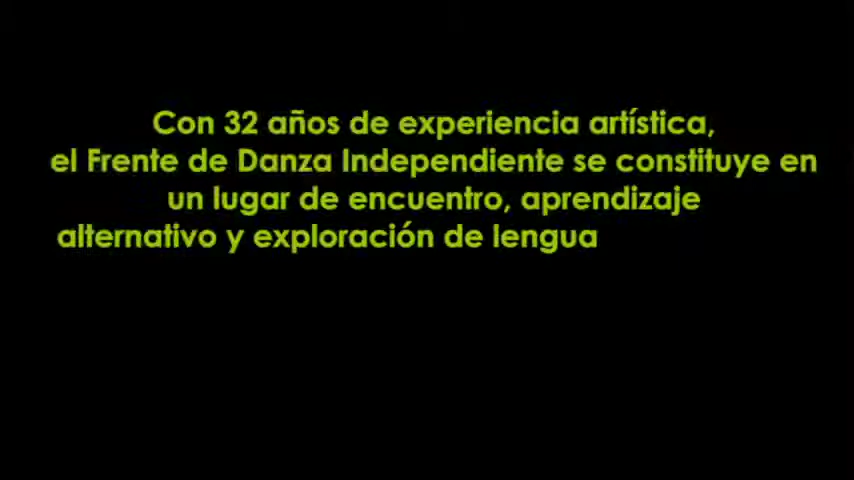 Con 32 años de experiencia artística,
el Frente de Danza Independiente se constituye en
un lugar de encuentro, aprendizaje
alternativo y exploración de lengua